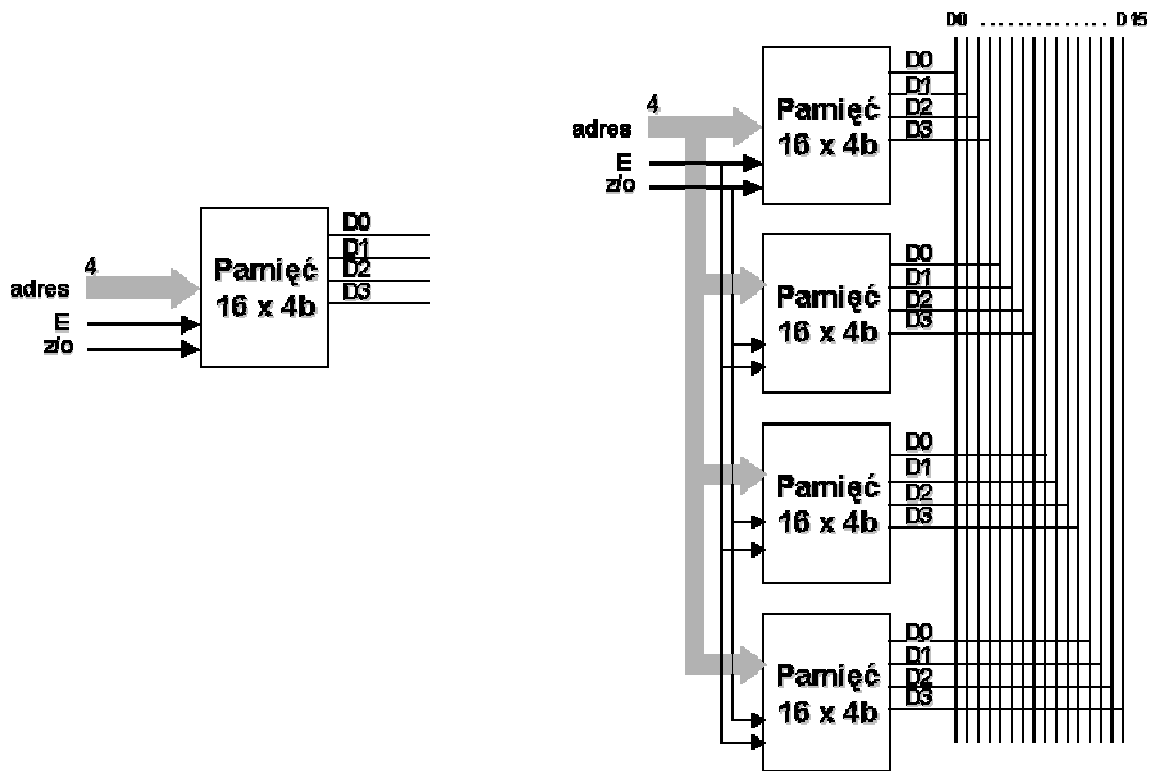 D0 .............. D15
D0
D1
D2
D3
4
adres
E
z/o
Pamięć
16 x 4b
D0
D1
D2
D3
4
adres
E
z/o
Pamięć
16 x 4b
D0
D1
D2
D3
Pamięć
16 x 4b
D0
D1
D2
D3
Pamięć
16 x 4b
D0
D1
D2
D3
Pamięć
16 x 4b